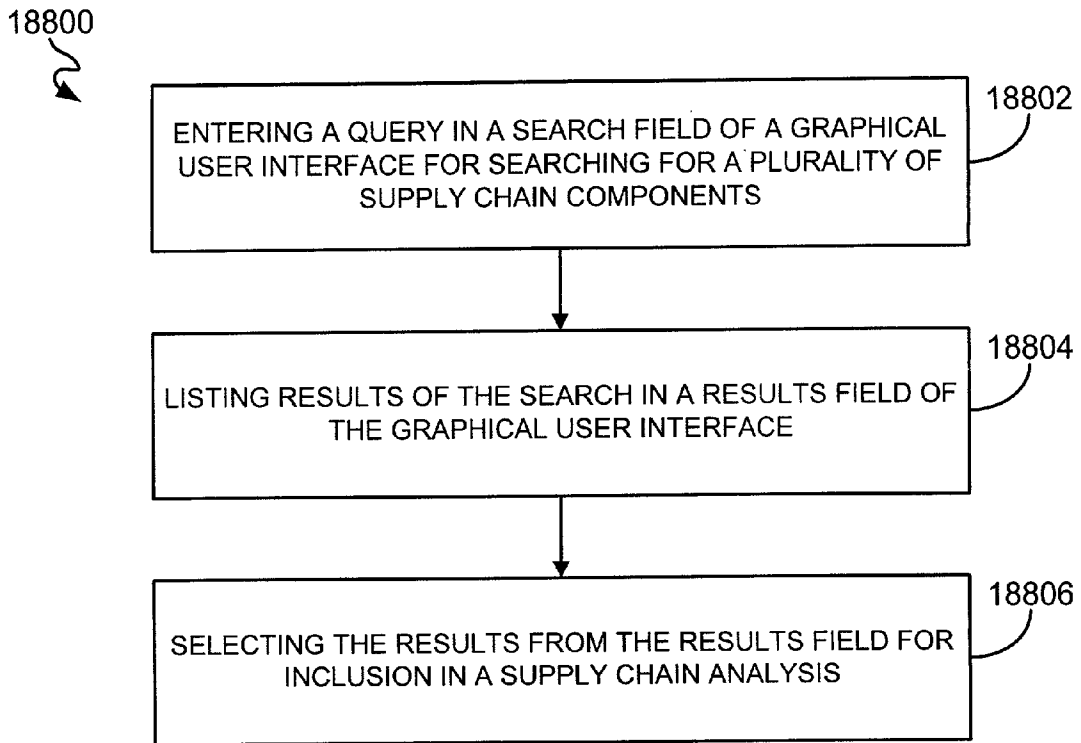 18800
18802
ENTERING A QUERY IN A SEARCH FIELD OF A GRAPHICAL
USER INTERFACE FOR SEARCHING FOR A PLURALITY OF
SUPPLY CHAIN COMPONENTS
18804
LISTING RESULTS OF THE SEARCH IN A RESULTS FIELD OF
THE GRAPHICAL USER INTERFACE
18806
SELECTING THE RESULTS FROM THE RESULTS FIELD FOR
INCLUSION IN A SUPPLY CHAIN ANALYSIS